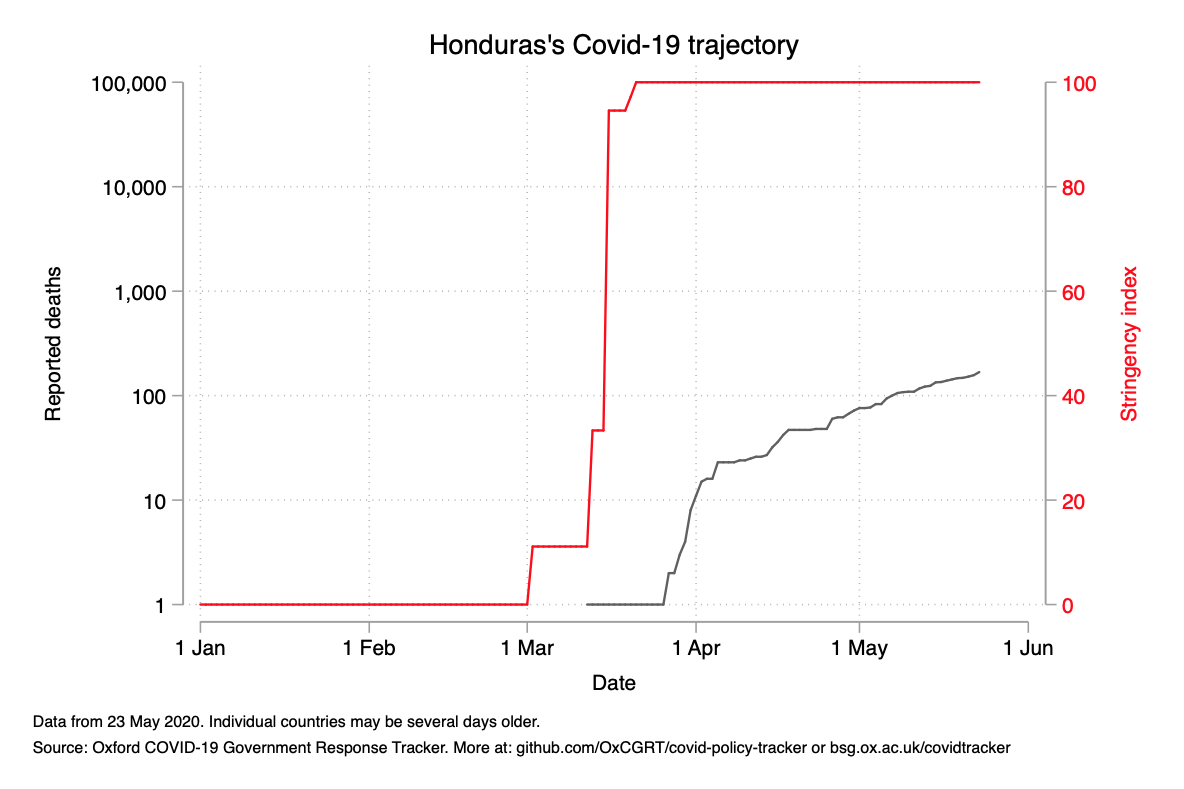 Honduras's Covid-19 trajectory
100,000
10,000
1,000
100
10
1
Reported deaths
100
80
60
40
20
0
Stringency index
1 Jan
1 Feb
1 Mar
1 Apr
1 May
1 Jun
Date
Data from 23 May 2020. Individual countries may be several days older.
Source: Oxford COVID-19 Government Response Tracker. More at: github.com/OxCGRT/covid-policy-tracker or bsg.ox.ac.uk/covidtracker